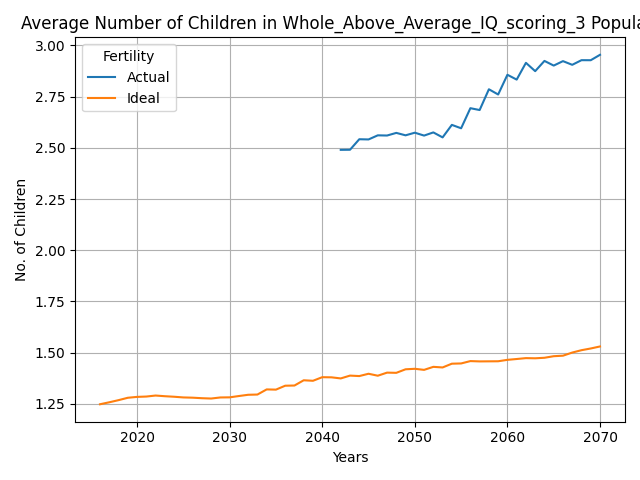 Average Number of Children in Whole_Above_Average_IQ_scoring_3 Popula
3.00
2.75
2.50
2.25
2.00
1.75
1.50
1.25
No. of Children
Fertility
Actual
Ideal
2020
2030
2040
2050
2060
2070
Years